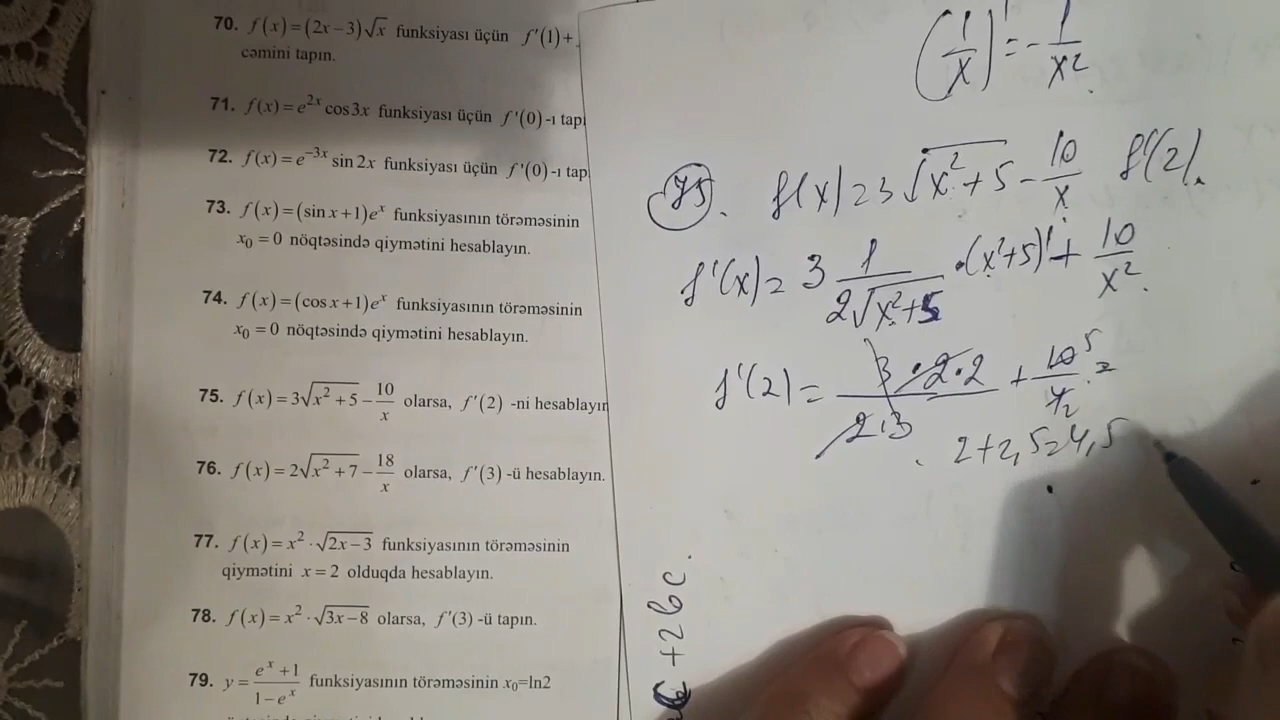 70. f(x)=(2x−3)√x funksiyası üçün f′(1)+
cəmini tapın.
71. f(x)=e^{2x} cos3x funksiyası üçün f′(0)-ı tap
72. f(x)=e^{−3x} sin 2x funksiyası üçün f′(0)-ı tap
73. f(x)=(sin x+1)e^x funksiyasının törəməsinin
x₀=0 nöqtəsində qiymətini hesablayın.
74. f(x)=(cos x+1)e^x funksiyasının törəməsinin
x₀=0 nöqtəsində qiymətini hesablayın.
75. f(x)=3√(x²+5)−10/x olarsa, f′(2) -ni hesablayın
76. f(x)=2√(x²+7)−18/x olarsa, f′(3) -ü hesablayın.
77. f(x)=x²·√(2x−3) funksiyasının törəməsinin
qiymətini x=2 olduqda hesablayın.
78. f(x)=x²·√(3x−8) olarsa, f′(3) -ü tapın.
79. y=(e^x+1)/(1−e^x) funksiyasının törəməsinin x₀=ln2
(1/x)′=−1/x²
75. f(x)=3√(x²+5)−10/x f′(2).
f′(x)=3 1/(2√(x²+5)) ·(x²+5)′+10/x².
f′(2)=(3·2·2)/(2·3)+10/4 5 2 =
2+2,5=4,5
+2bc.